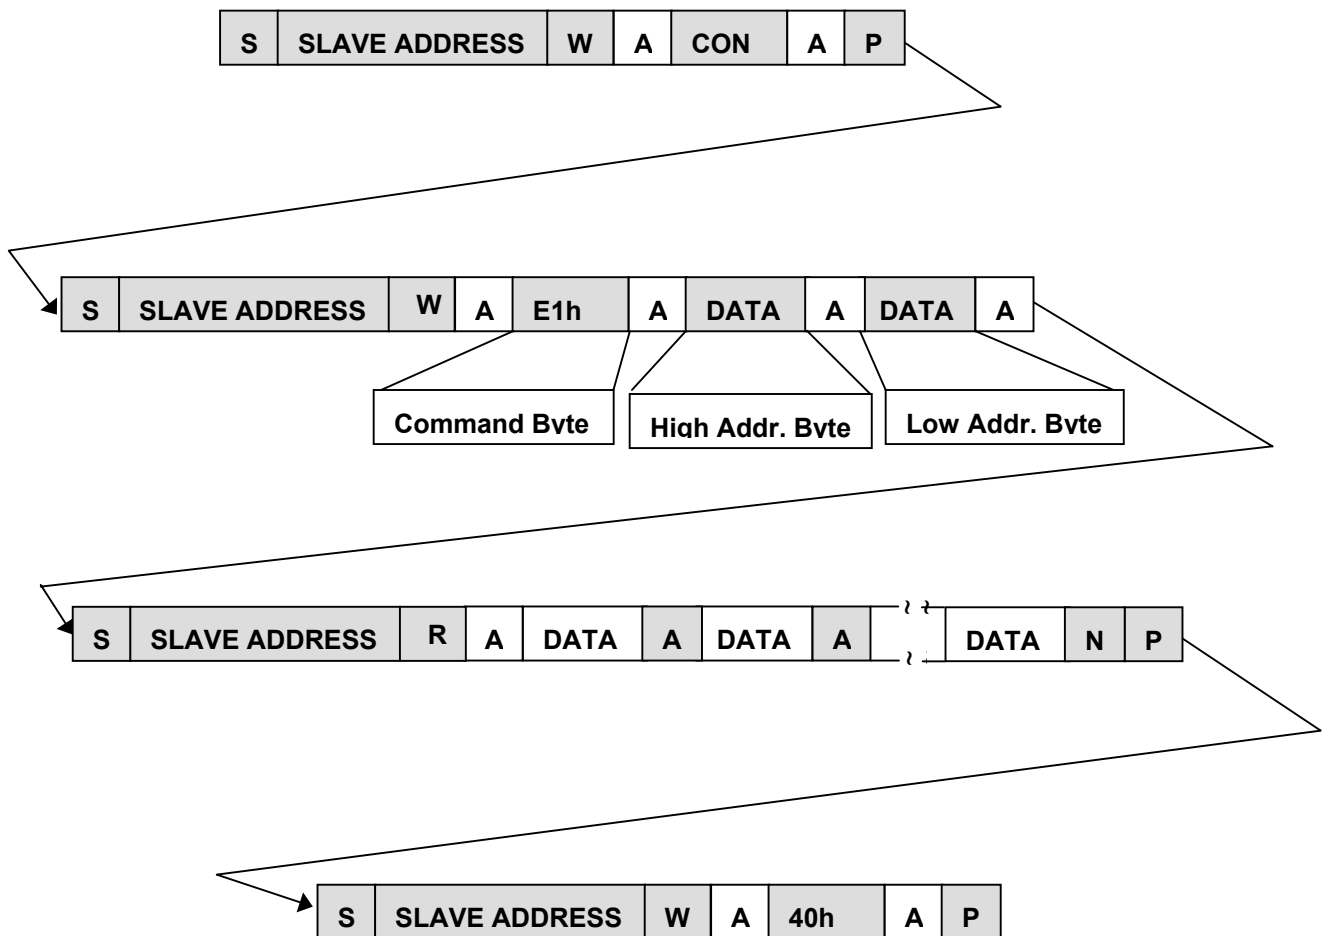 S SLAVE ADDRESS W A CON A P
S SLAVE ADDRESS W A E1h A DATA A DATA A
Command Byte High Addr. Byte Low Addr. Byte
S SLAVE ADDRESS R A DATA A DATA A ~ ~ DATA N P
S SLAVE ADDRESS W A 40h A P